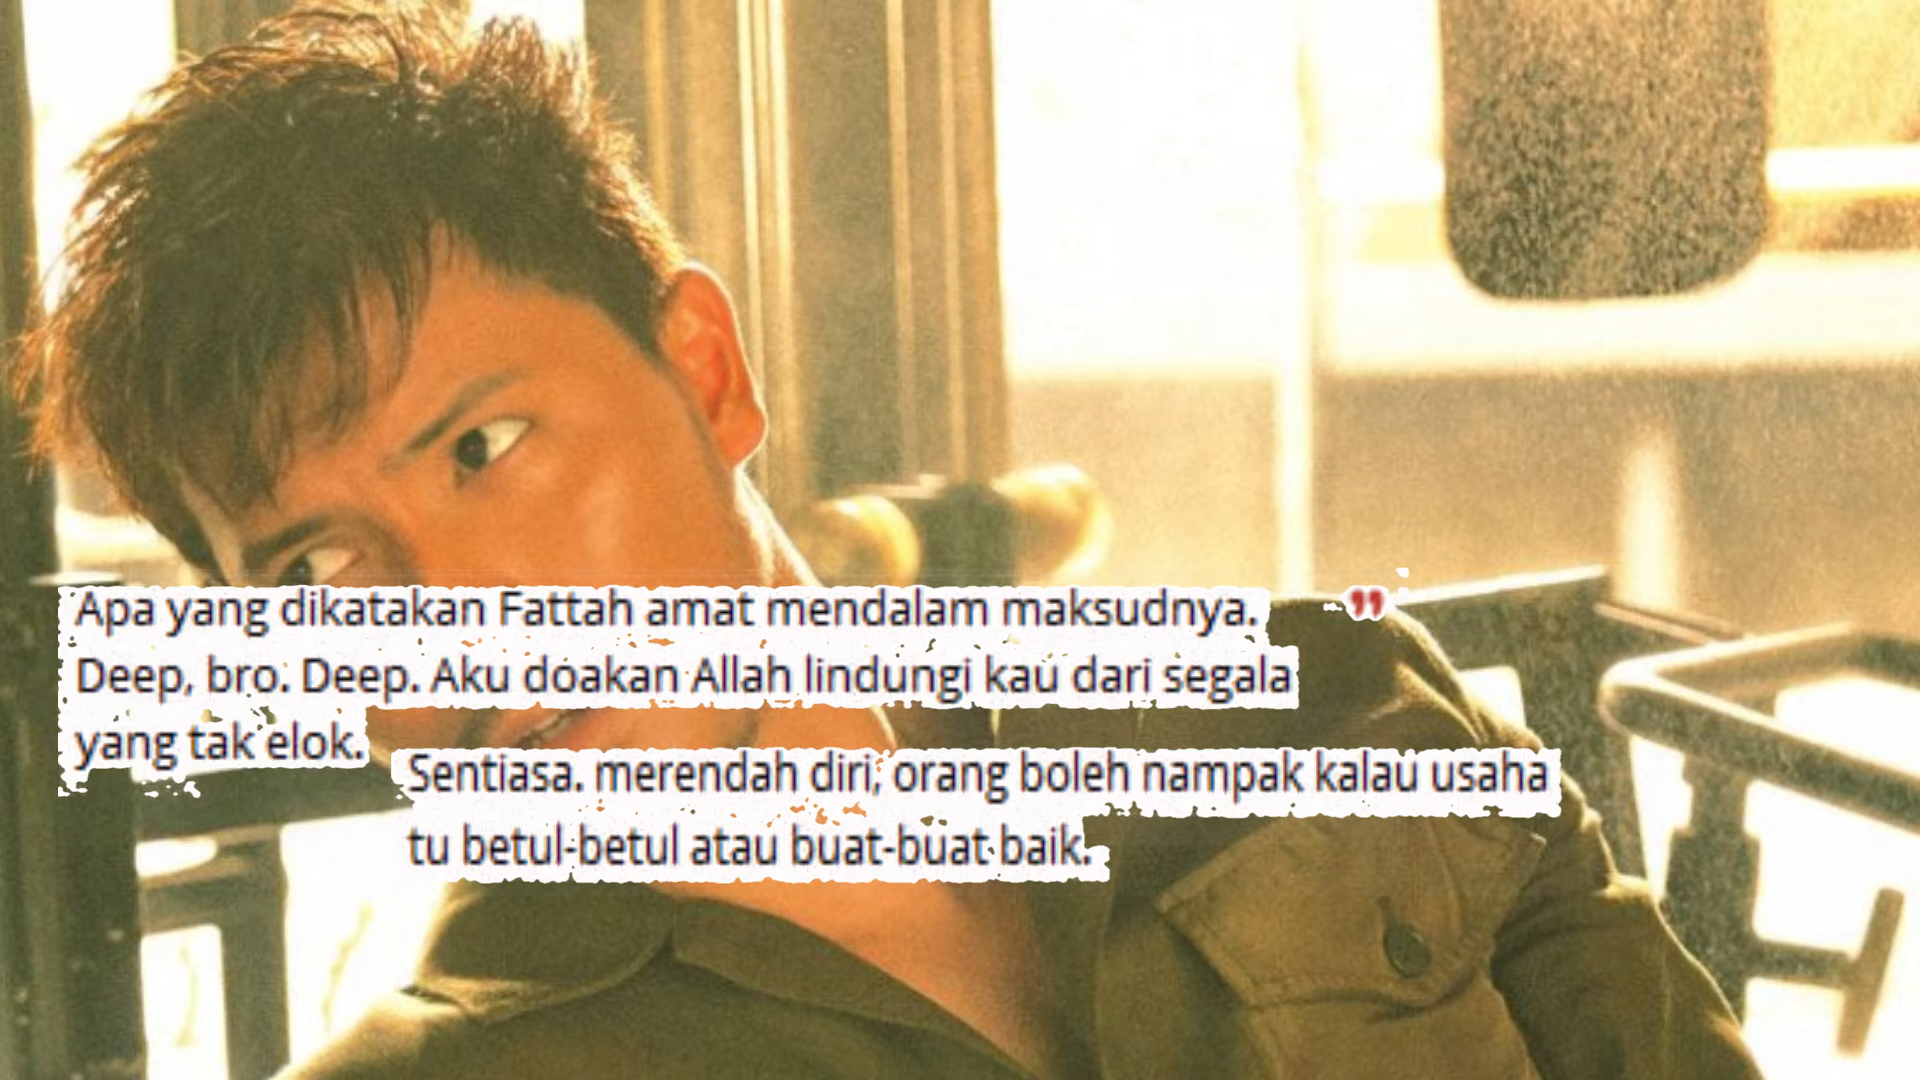 Apa yang dikatakan Fattah amat mendalam maksudnya. ”
Deep, bro. Deep. Aku doakan Allah lindungi kau dari segala
yang tak elok.
Sentiasa. merendah diri, orang boleh nampak kalau usaha
tu betul-betul atau buat-buat baik.